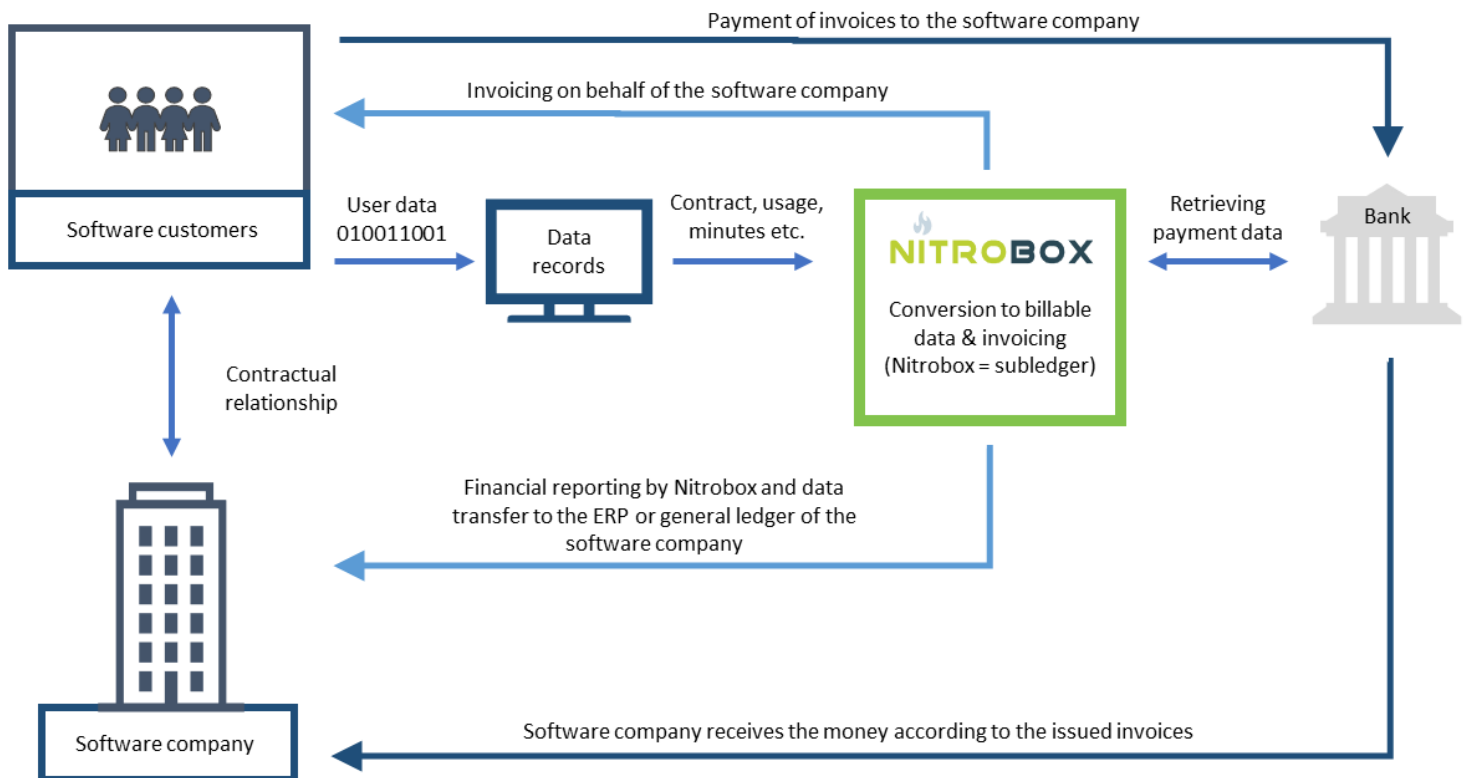 Payment of invoices to the software company
Invoicing on behalf of the software company
Software customers
User data
010011001
Data
records
Contract, usage,
minutes etc.
NITROBOX
Conversion to billable
data & invoicing
(Nitrobox = subledger)
Retrieving
payment data
Bank
Contractual
relationship
Financial reporting by Nitrobox and data
transfer to the ERP or general ledger of the
software company
Software company
Software company receives the money according to the issued invoices